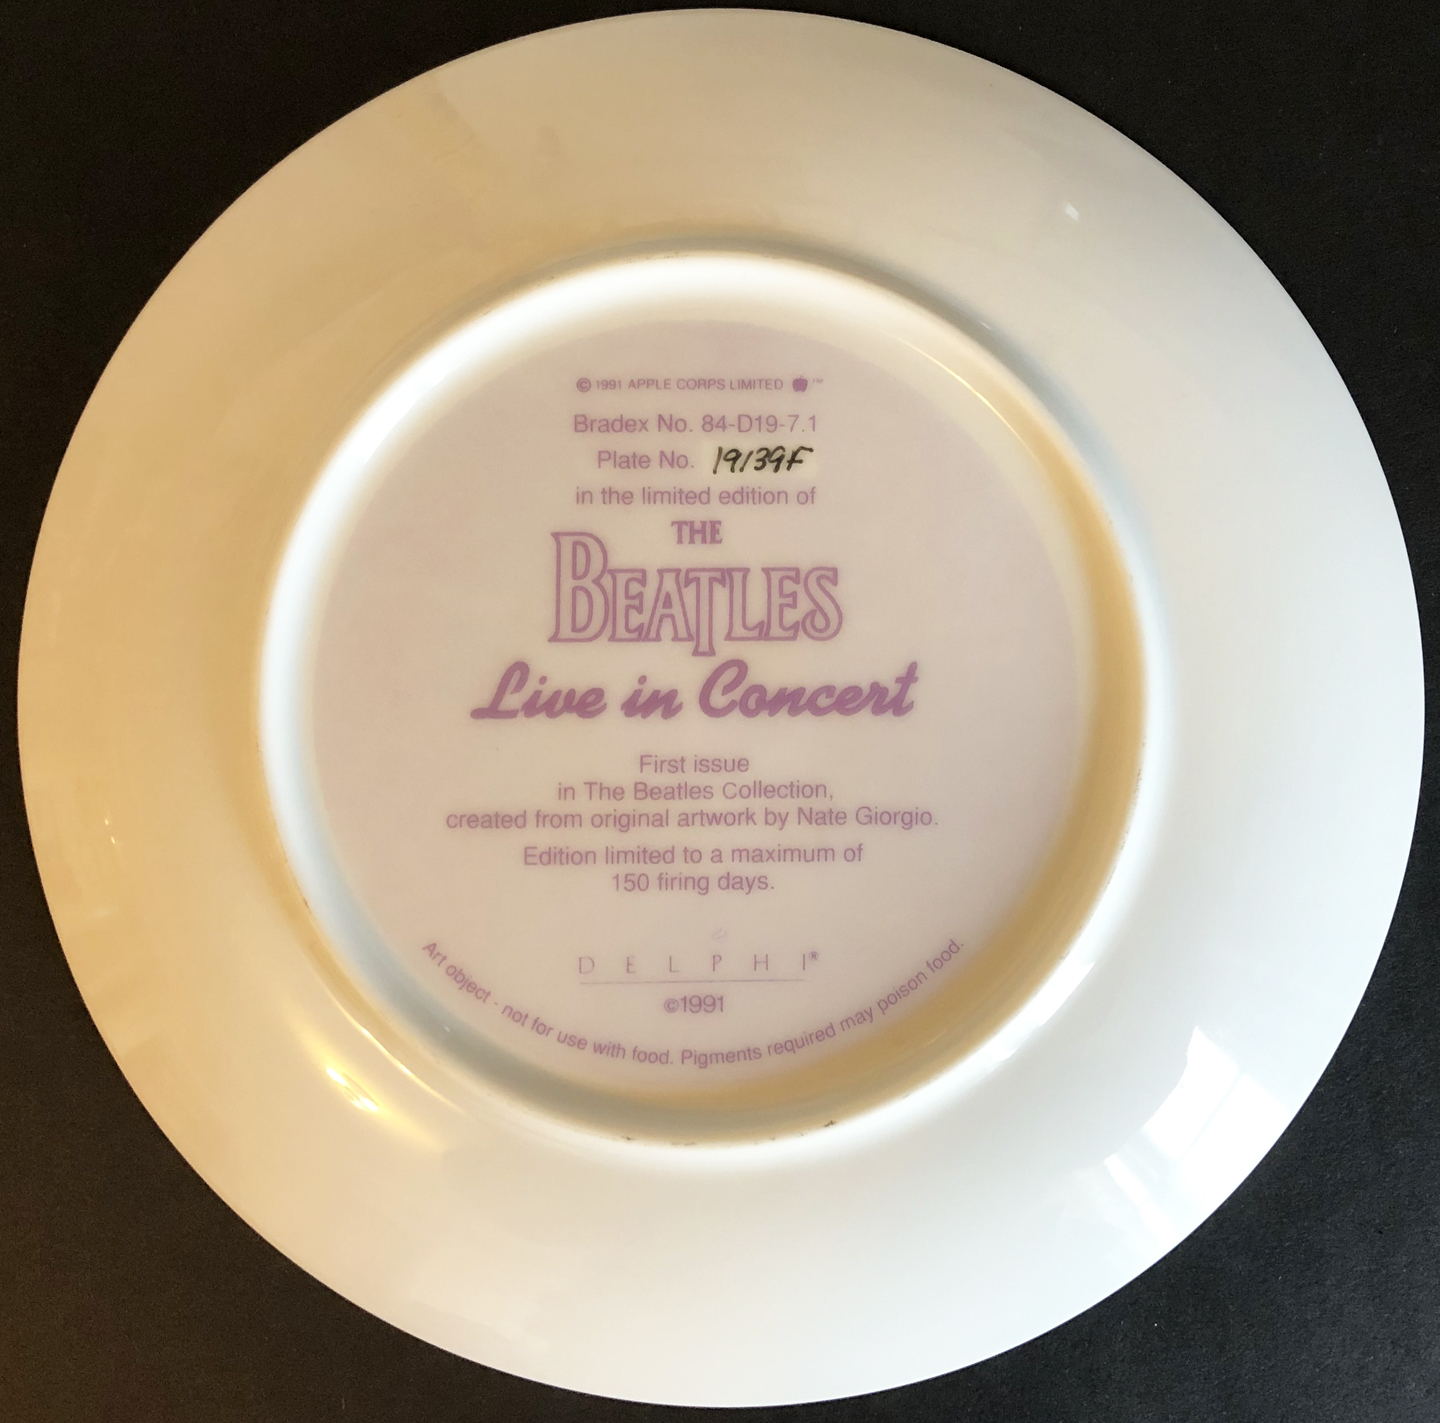 © 1991 APPLE CORPS LIMITED ™
Bradex No. 84-D19-7.1
Plate No. 19139F
in the limited edition of
THE
BEATLES
Live in Concert
First issue
in The Beatles Collection,
created from original artwork by Nate Giorgio.
Edition limited to a maximum of
150 firing days.
DELPHI®
©1991
Art object - not for use with food. Pigments required may poison food.